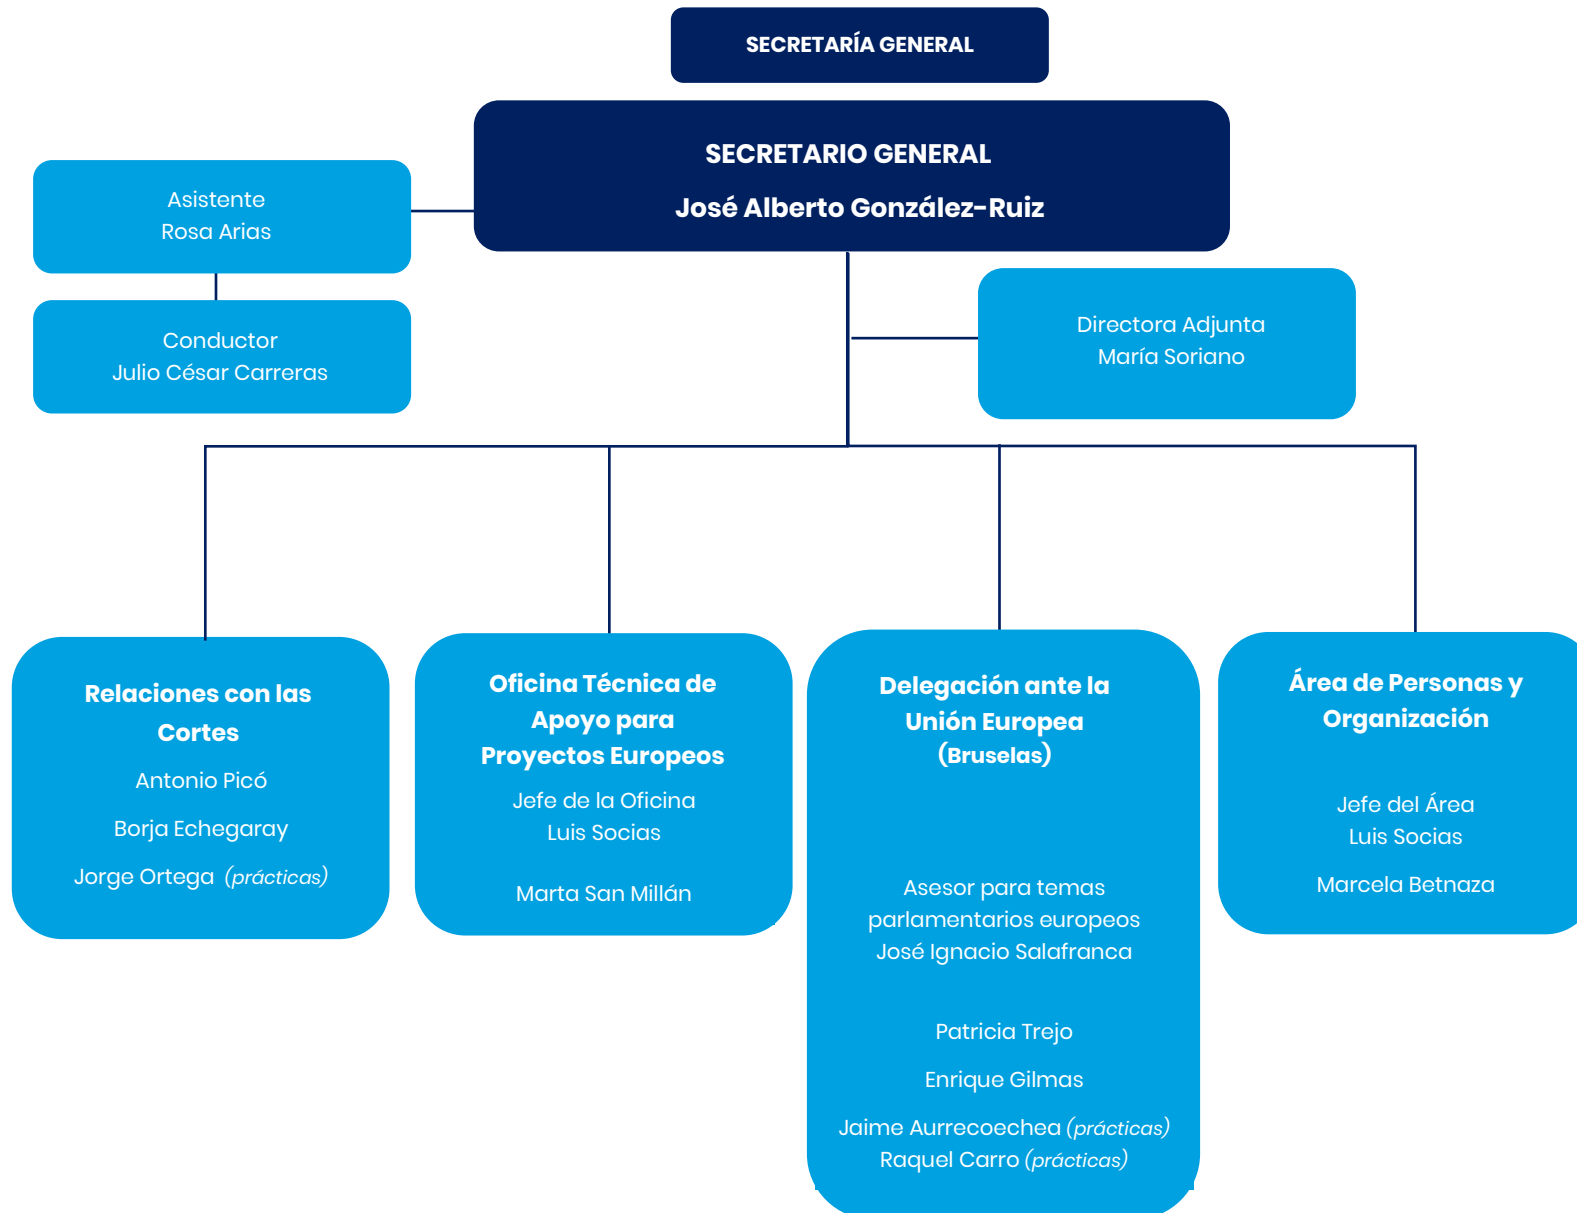 SECRETARÍA GENERAL
SECRETARIO GENERAL
José Alberto González-Ruiz
Asistente
Rosa Arias
Conductor
Julio César Carreras
Directora Adjunta
María Soriano
Relaciones con las
Cortes
Antonio Picó
Borja Echegaray
Jorge Ortega (prácticas)
Oficina Técnica de
Apoyo para
Proyectos Europeos
Jefe de la Oficina
Luis Socias
Marta San Millán
Delegación ante la
Unión Europea
(Bruselas)
Asesor para temas
parlamentarios europeos
José Ignacio Salafranca
Patricia Trejo
Enrique Gilmas
Jaime Aurrecoechea (prácticas)
Raquel Carro (prácticas)
Área de Personas y
Organización
Jefe del Área
Luis Socias
Marcela Betnaza